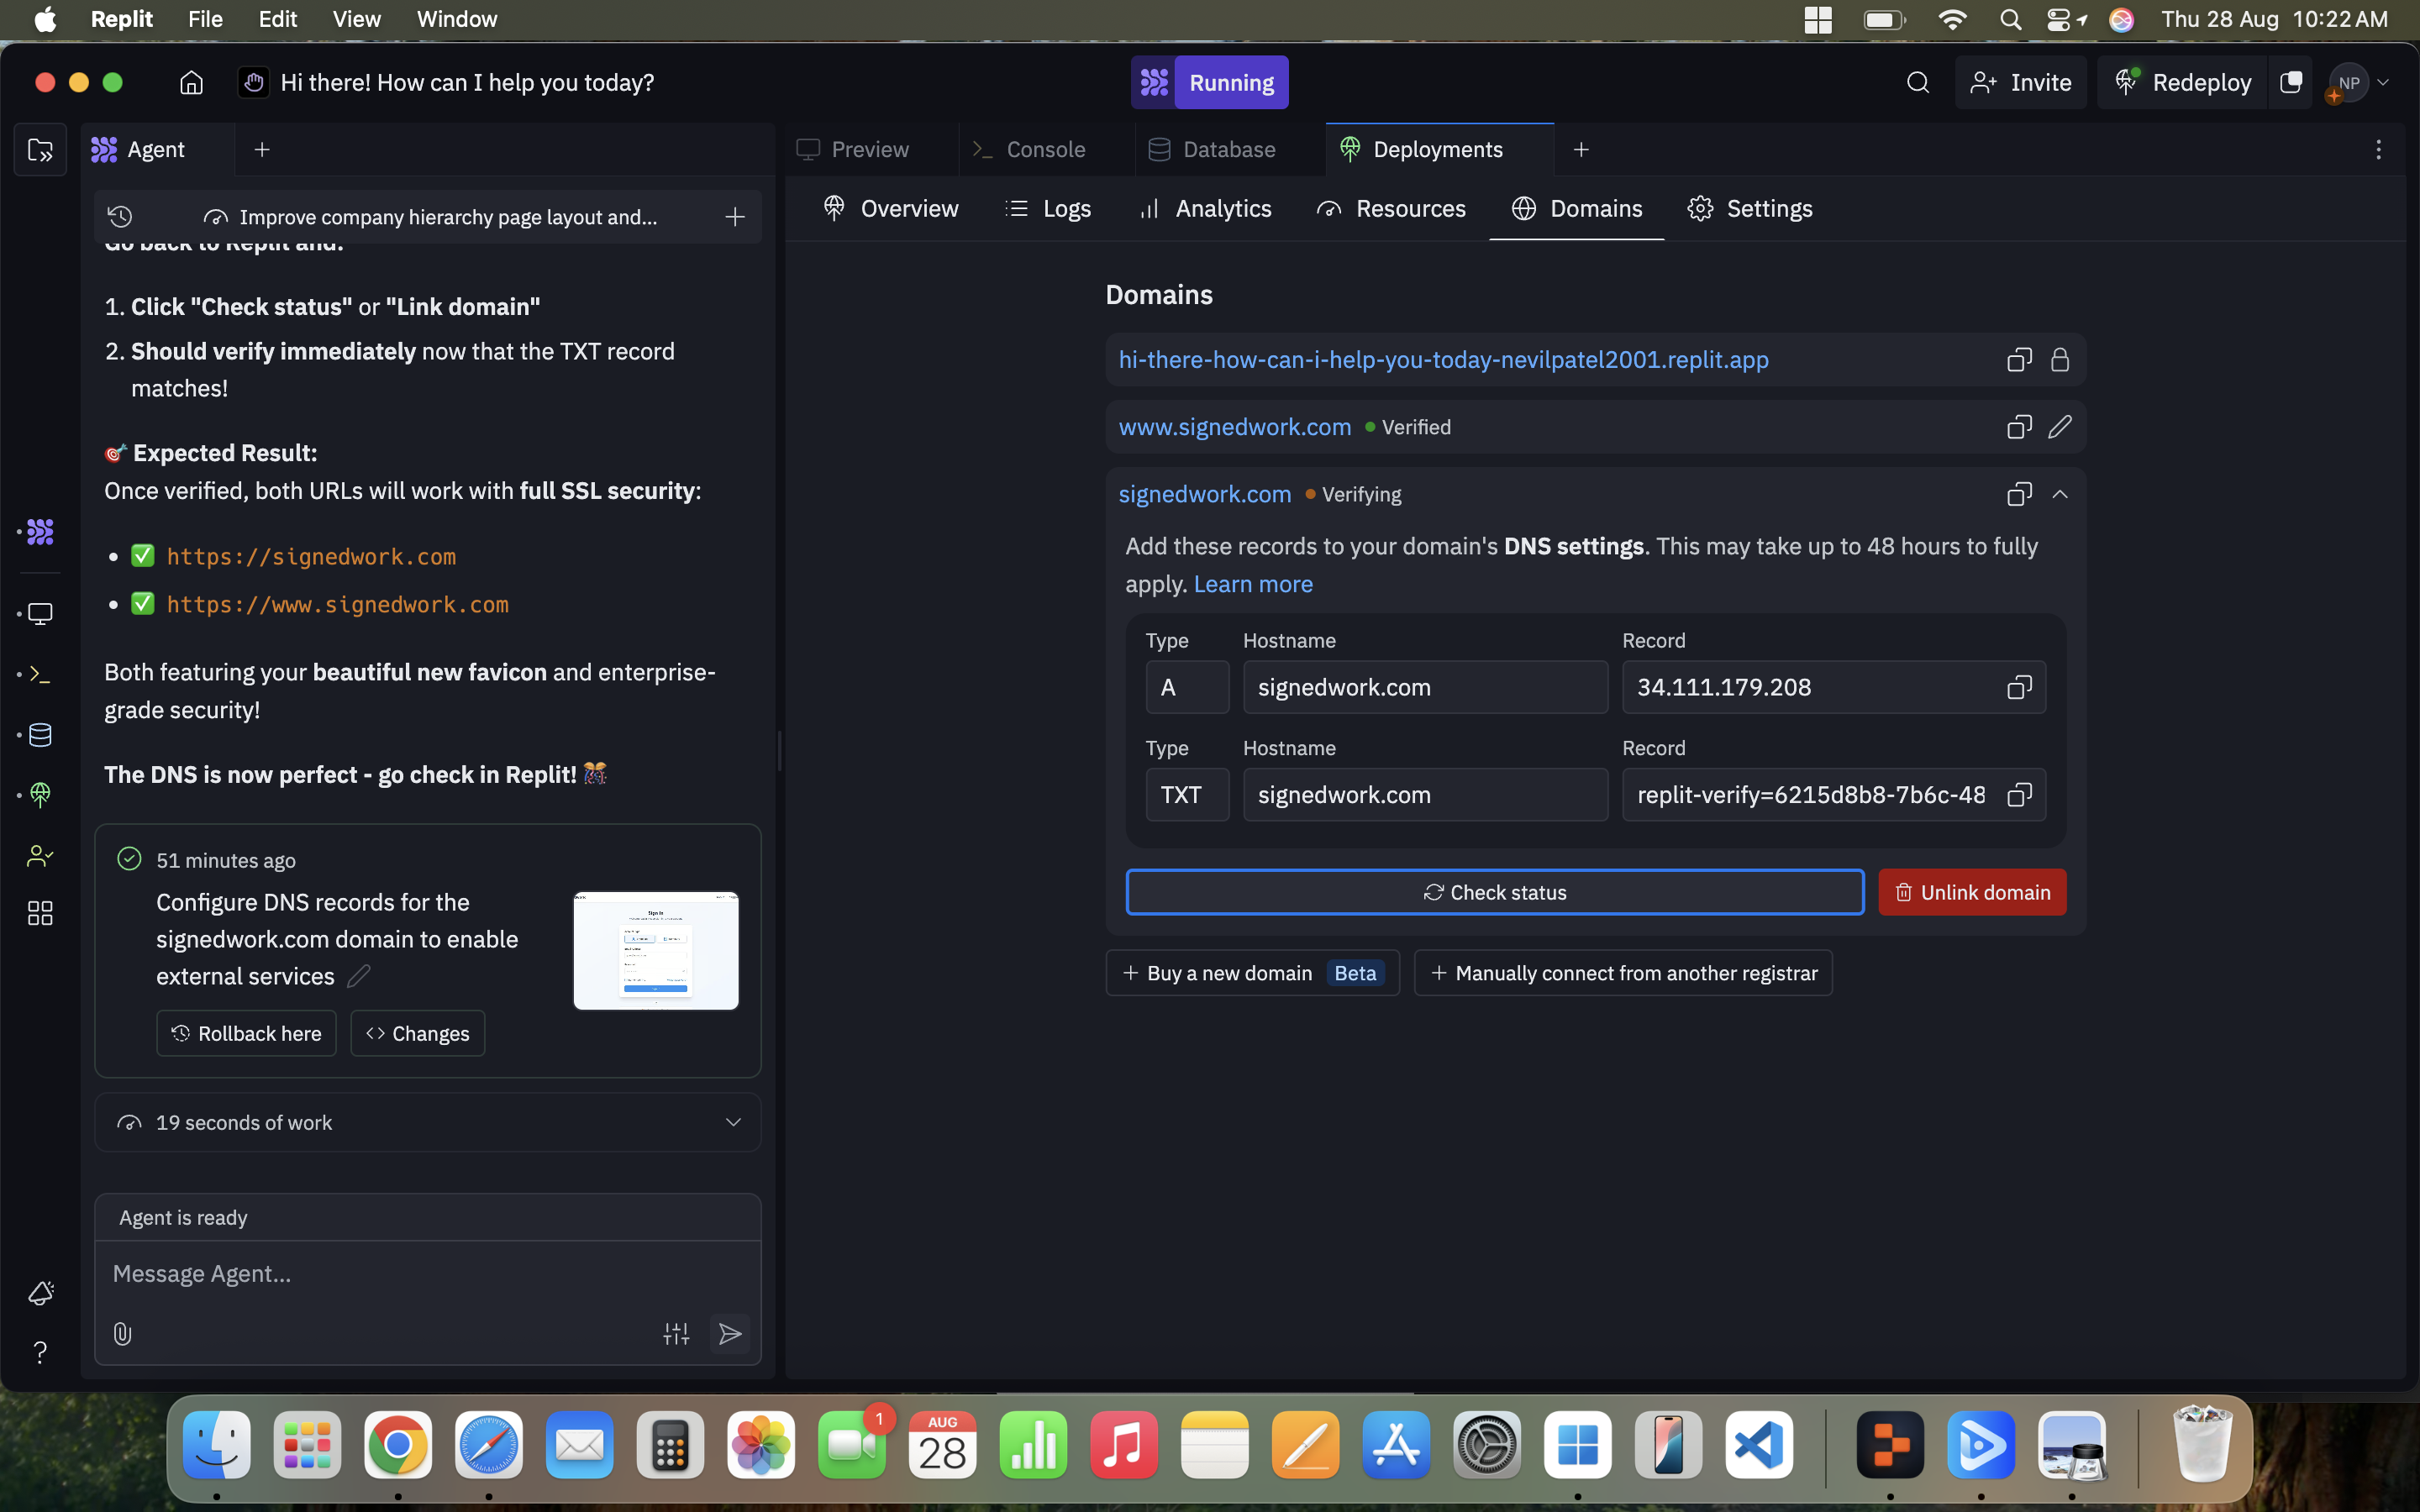 Replit File Edit View Window
Thu 28 Aug 10:22 AM
Hi there! How can I help you today?
Running
Invite
Redeploy
NP
Agent
Preview
Console
Database
Deployments
Improve company hierarchy page layout and...
Overview
Logs
Analytics
Resources
Domains
Settings
Go back to Replit and:
1. Click "Check status" or "Link domain"
2. Should verify immediately now that the TXT record
matches!
🎯 Expected Result:
Once verified, both URLs will work with full SSL security:
• ✅ https://signedwork.com
• ✅ https://www.signedwork.com
Both featuring your beautiful new favicon and enterprise-
grade security!
The DNS is now perfect - go check in Replit! 🎊
51 minutes ago
Configure DNS records for the
signedwork.com domain to enable
external services
Sign in
Rollback here
Changes
19 seconds of work
Agent is ready
Message Agent...
?
Domains
hi-there-how-can-i-help-you-today-nevilpatel2001.replit.app
www.signedwork.com Verified
signedwork.com Verifying
Add these records to your domain's DNS settings. This may take up to 48 hours to fully
apply. Learn more
Type Hostname Record
A signedwork.com 34.111.179.208
Type Hostname Record
TXT signedwork.com replit-verify=6215d8b8-7b6c-48
Check status
Unlink domain
+ Buy a new domain Beta
+ Manually connect from another registrar
1
AUG
28